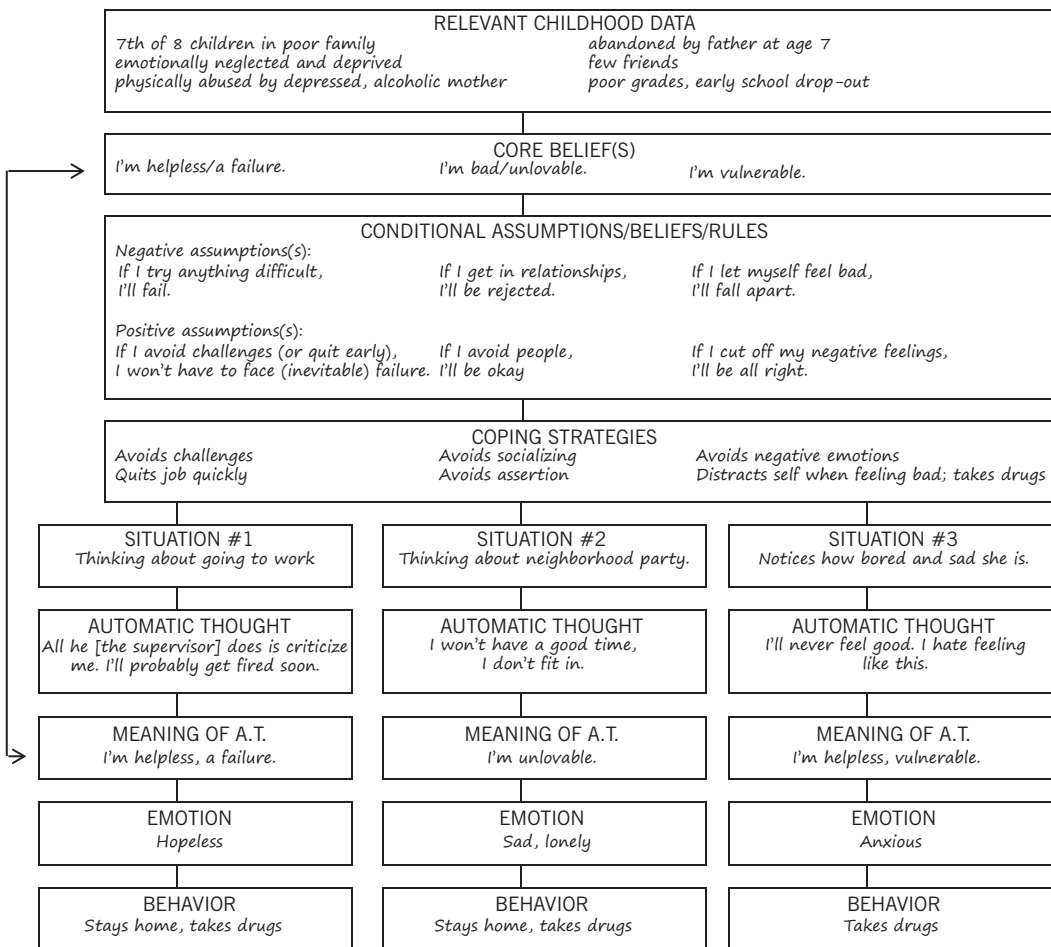 RELEVANT CHILDHOOD DATA
7th of 8 children in poor family
emotionally neglected and deprived
physically abused by depressed, alcoholic mother
abandoned by father at age 7
few friends
poor grades, early school drop-out
CORE BELIEF(S)
I'm helpless/a failure.
I'm bad/unlovable.
I'm vulnerable.
CONDITIONAL ASSUMPTIONS/BELIEFS/RULES
Negative assumptions(s):
If I try anything difficult,
I'll fail.
If I get in relationships,
I'll be rejected.
If I let myself feel bad,
I'll fall apart.
Positive assumptions(s):
If I avoid challenges (or quit early),
I won't have to face (inevitable) failure.
If I avoid people,
I'll be okay
If I cut off my negative feelings,
I'll be all right.
COPING STRATEGIES
Avoids challenges
Quits job quickly
Avoids socializing
Avoids assertion
Avoids negative emotions
Distracts self when feeling bad; takes drugs
SITUATION #1
Thinking about going to work
SITUATION #2
Thinking about neighborhood party.
SITUATION #3
Notices how bored and sad she is.
AUTOMATIC THOUGHT
All he [the supervisor] does is criticize
me. I'll probably get fired soon.
AUTOMATIC THOUGHT
I won't have a good time,
I don't fit in.
AUTOMATIC THOUGHT
I'll never feel good. I hate feeling
like this.
MEANING OF A.T.
I'm helpless, a failure.
MEANING OF A.T.
I'm unlovable.
MEANING OF A.T.
I'm helpless, vulnerable.
EMOTION
Hopeless
EMOTION
Sad, lonely
EMOTION
Anxious
BEHAVIOR
Stays home, takes drugs
BEHAVIOR
Stays home, takes drugs
BEHAVIOR
Takes drugs